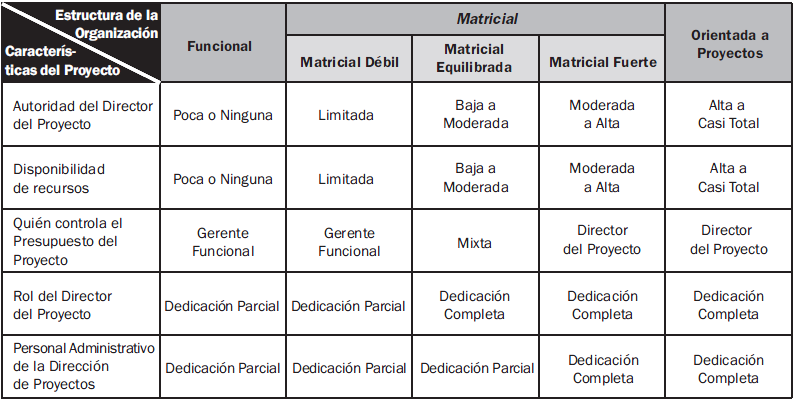 Estructura de la
Organización
Caracterís-
ticas del Proyecto
Funcional
Matricial
Matricial Débil
Matricial
Equilibrada
Matricial Fuerte
Orientada a
Proyectos
Autoridad del Director
del Proyecto
Poca o Ninguna
Limitada
Baja a
Moderada
Moderada
a Alta
Alta a
Casi Total
Disponibilidad
de recursos
Poca o Ninguna
Limitada
Baja a
Moderada
Moderada
a Alta
Alta a
Casi Total
Quién controla el
Presupuesto del
Proyecto
Gerente
Funcional
Gerente
Funcional
Mixta
Director
del Proyecto
Director
del Proyecto
Rol del Director
del Proyecto
Dedicación Parcial
Dedicación Parcial
Dedicación
Completa
Dedicación
Completa
Dedicación
Completa
Personal Administrativo
de la Dirección
de Proyectos
Dedicación Parcial
Dedicación Parcial
Dedicación Parcial
Dedicación
Completa
Dedicación
Completa